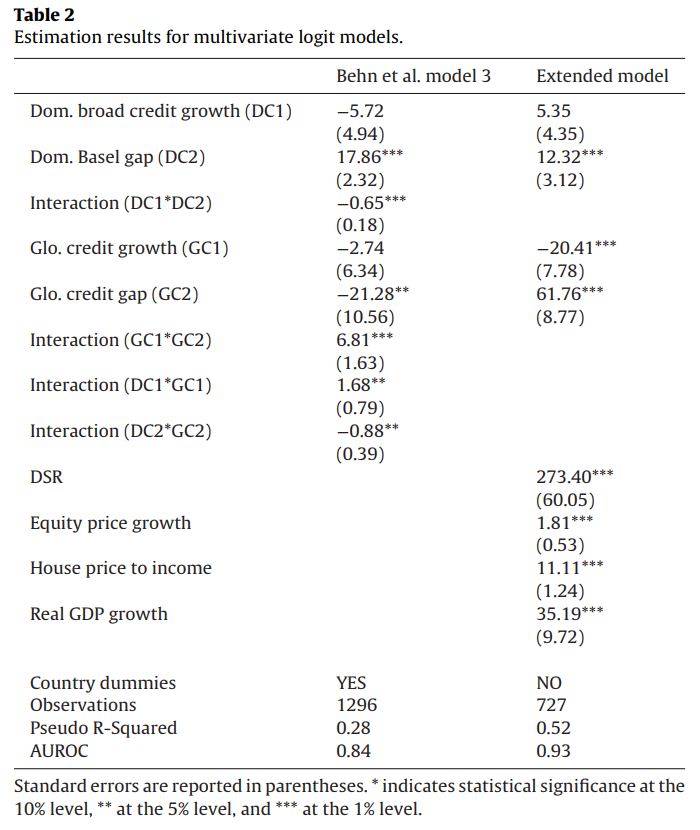 Table 2
Estimation results for multivariate logit models.
Behn et al. model 3 Extended model
Dom. broad credit growth (DC1) −5.72 5.35
(4.94) (4.35)
Dom. Basel gap (DC2) 17.86*** 12.32***
(2.32) (3.12)
Interaction (DC1*DC2) −0.65***
(0.18)
Glo. credit growth (GC1) −2.74 −20.41***
(6.34) (7.78)
Glo. credit gap (GC2) −21.28** 61.76***
(10.56) (8.77)
Interaction (GC1*GC2) 6.81***
(1.63)
Interaction (DC1*GC1) 1.68**
(0.79)
Interaction (DC2*GC2) −0.88**
(0.39)
DSR 273.40***
(60.05)
Equity price growth 1.81***
(0.53)
House price to income 11.11***
(1.24)
Real GDP growth 35.19***
(9.72)
Country dummies YES NO
Observations 1296 727
Pseudo R-Squared 0.28 0.52
AUROC 0.84 0.93
Standard errors are reported in parentheses. * indicates statistical significance at the
10% level, ** at the 5% level, and *** at the 1% level.